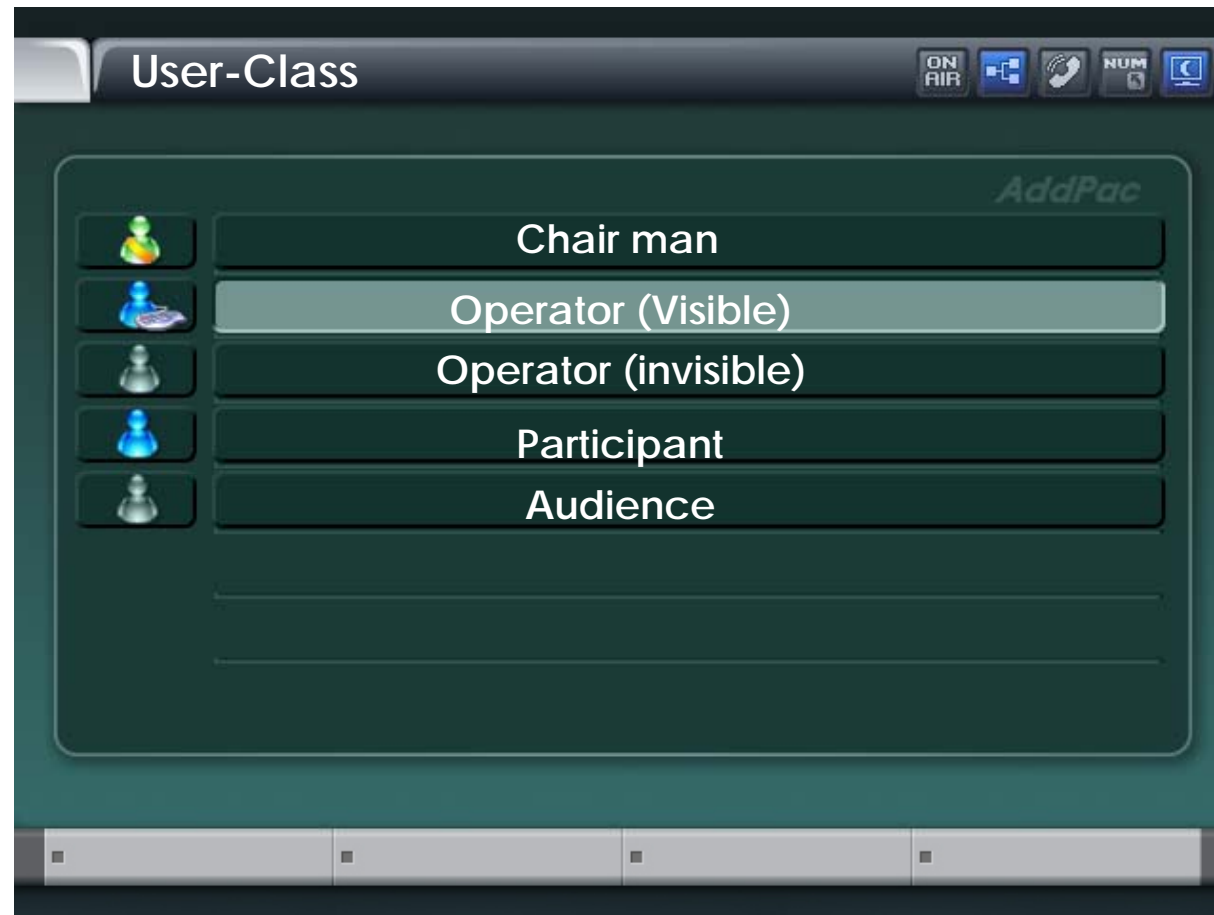 User-Class
ON AIR
NUM
AddPac
Chair man
Operator (Visible)
Operator (invisible)
Participant
Audience